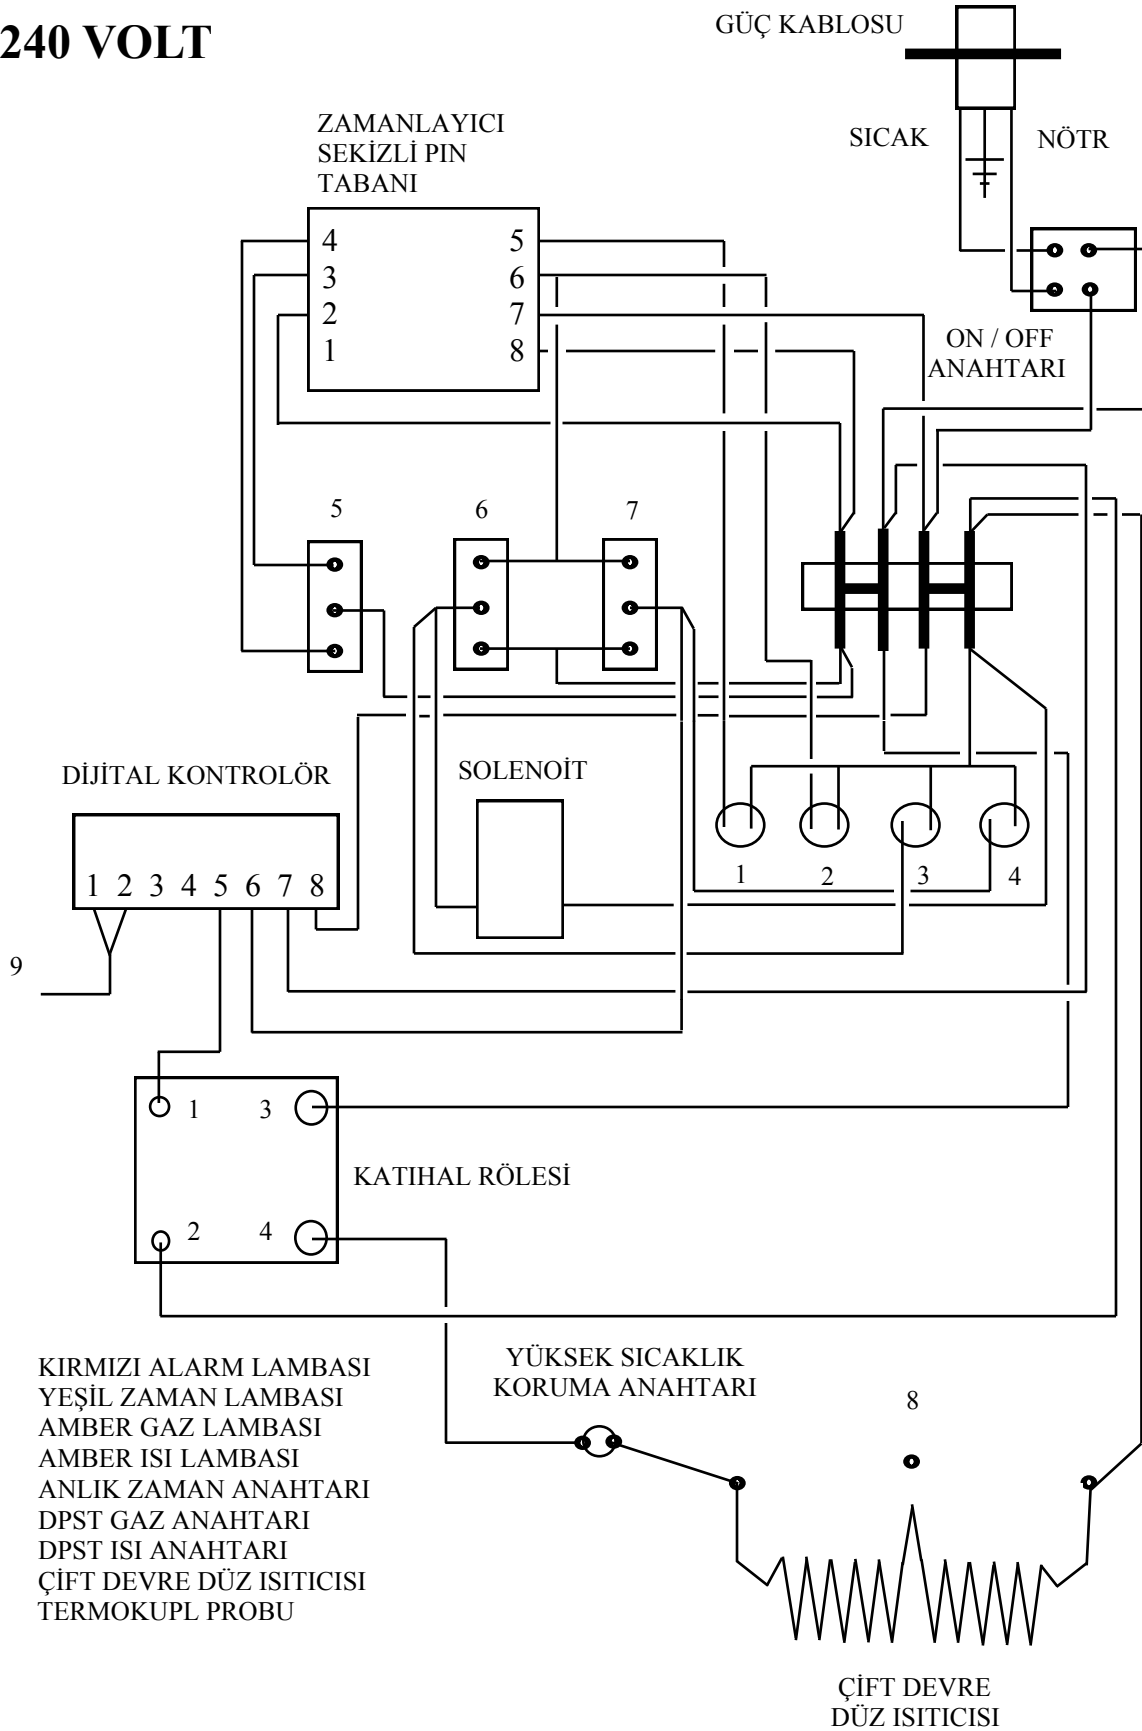 240 VOLT
GÜÇ KABLOSU
SICAK
NÖTR
ZAMANLAYICI
SEKİZLİ PIN
TABANI
4 5
3 6
2 7
1 8
ON / OFF
ANAHTARI
5
6
7
DİJİTAL KONTROLÖR
SOLENOİT
1 2 3 4 5 6 7 8
1
2
3
4
9
1 3
KATIHAL RÖLESİ
2 4
KIRMIZI ALARM LAMBASI
YEŞİL ZAMAN LAMBASI
AMBER GAZ LAMBASI
AMBER ISI LAMBASI
ANLIK ZAMAN ANAHTARI
DPST GAZ ANAHTARI
DPST ISI ANAHTARI
ÇİFT DEVRE DÜZ ISITICISI
TERMOKUPL PROBU
YÜKSEK SICAKLIK
KORUMA ANAHTARI
8
ÇİFT DEVRE
DÜZ ISITICISI